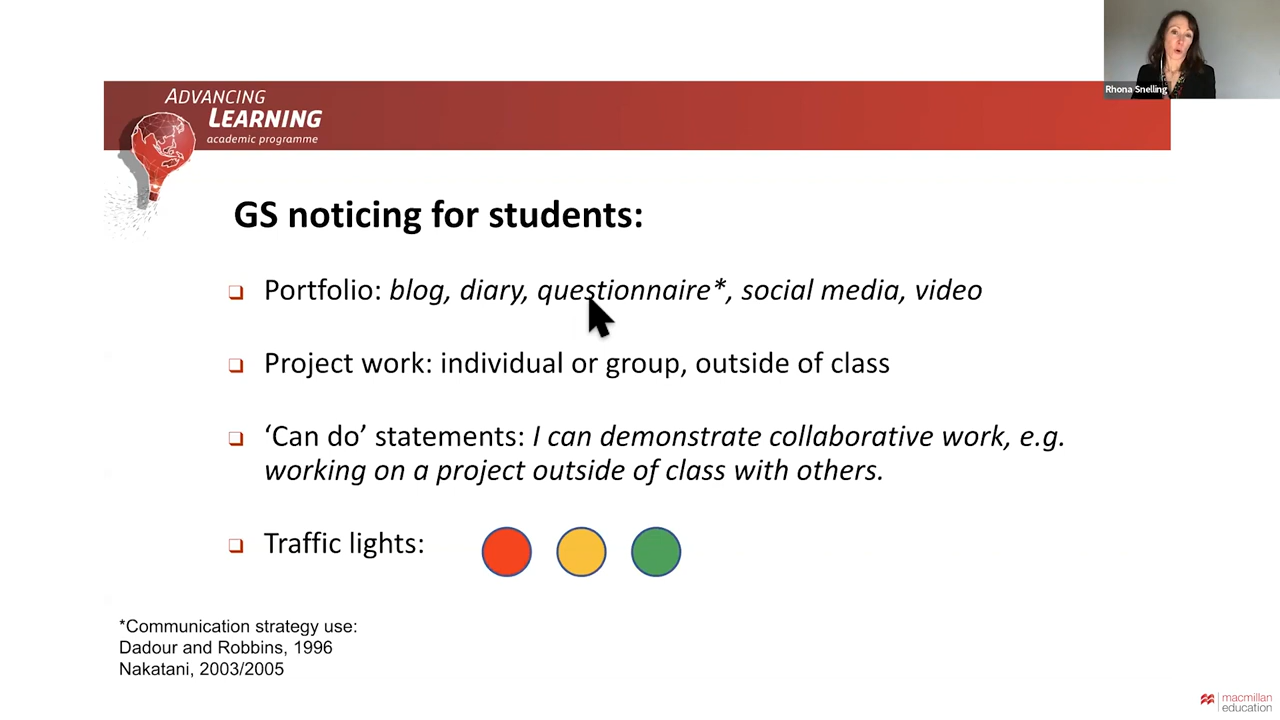 Rhona Snelling
ADVANCING
LEARNING
academic programme
GS noticing for students:
Portfolio: blog, diary, questionnaire*, social media, video
Project work: individual or group, outside of class
‘Can do’ statements: I can demonstrate collaborative work, e.g.
working on a project outside of class with others.
Traffic lights:
*Communication strategy use:
Dadour and Robbins, 1996
Nakatani, 2003/2005
macmillan
education